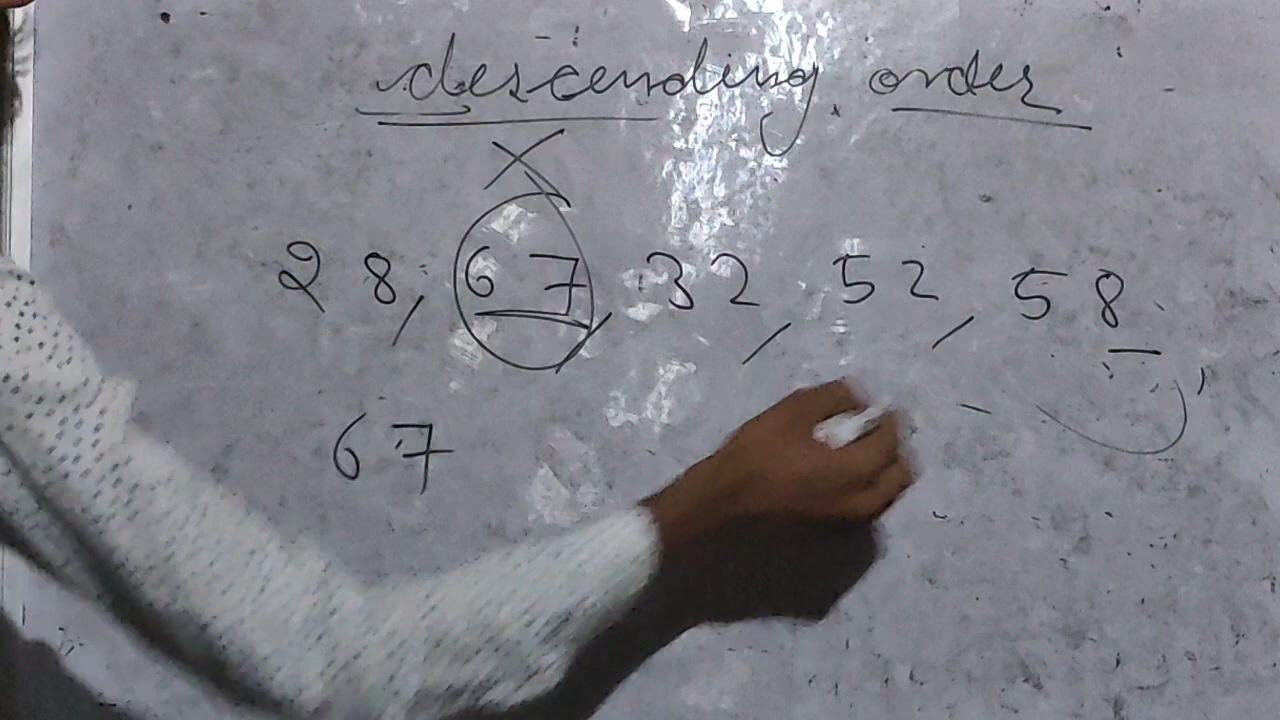 descending order
28, 67, 32, 52, 58
67